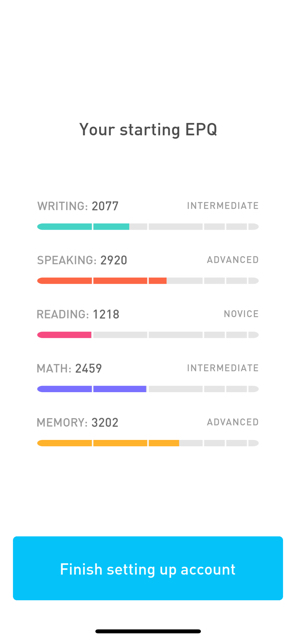 Your starting EPQ
WRITING: 2077 INTERMEDIATE
SPEAKING: 2920 ADVANCED
READING: 1218 NOVICE
MATH: 2459 INTERMEDIATE
MEMORY: 3202 ADVANCED
Finish setting up account